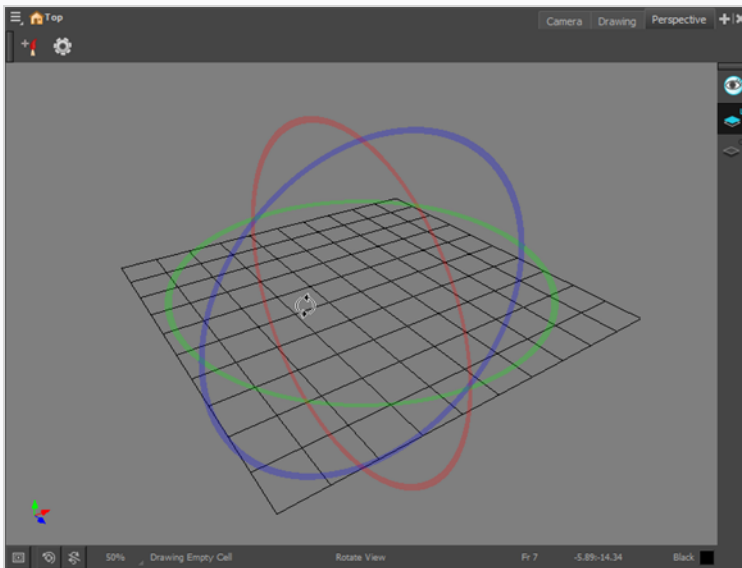 Top
Camera Drawing Perspective
50% Drawing Empty Cell Rotate View Fr 7 -5.89:-14.34 Black